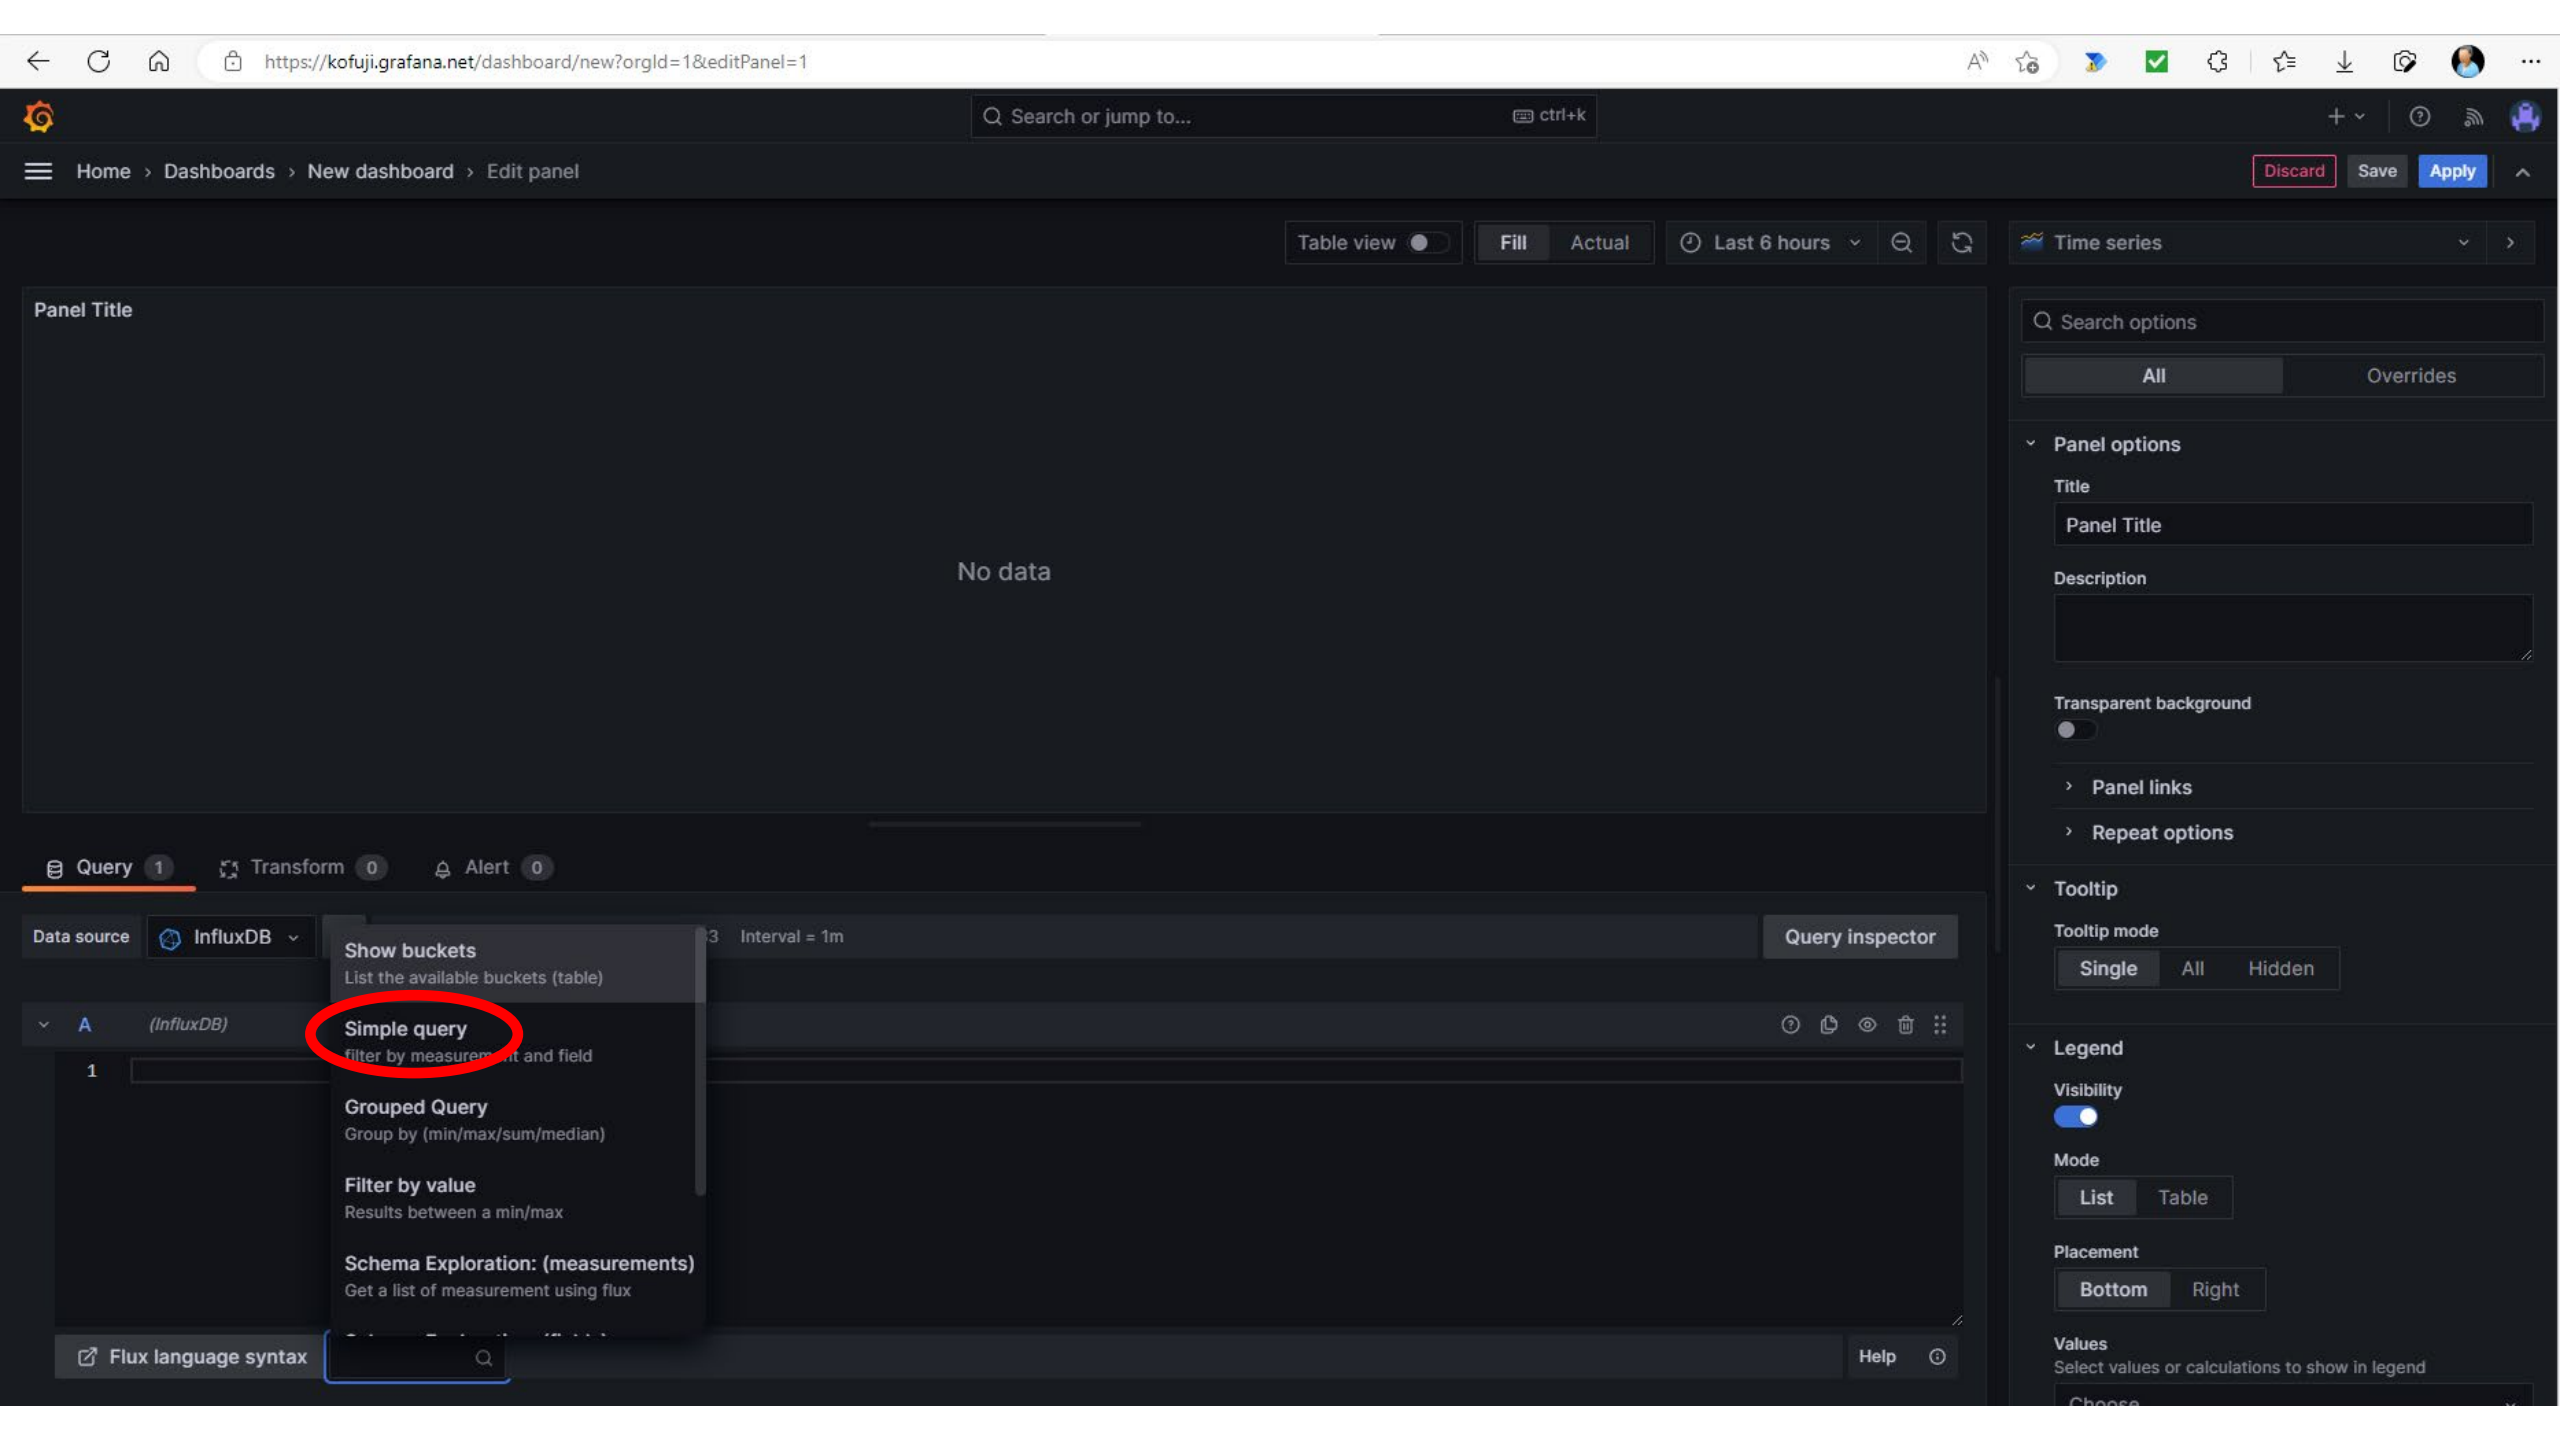 https://kofuji.grafana.net/dashboard/new?orgId=1&editPanel=1
Search or jump to... ctrl+k
Home › Dashboards › New dashboard › Edit panel
Discard Save Apply
Table view Fill Actual Last 6 hours Time series
Panel Title
Search options
All Overrides
Panel options
Title
Panel Title
No data
Description
Transparent background
Panel links
Repeat options
Query 1 Transform 0 Alert 0
Tooltip
Data source InfluxDB 3 Interval = 1m Query inspector
Tooltip mode
Single All Hidden
Show buckets
List the available buckets (table)
A (InfluxDB)
Simple query
filter by measurement and field
1
Legend
Visibility
Grouped Query
Group by (min/max/sum/median)
Mode
List Table
Filter by value
Results between a min/max
Placement
Bottom Right
Schema Exploration: (measurements)
Get a list of measurement using flux
Flux language syntax Help
Values
Select values or calculations to show in legend
Choose